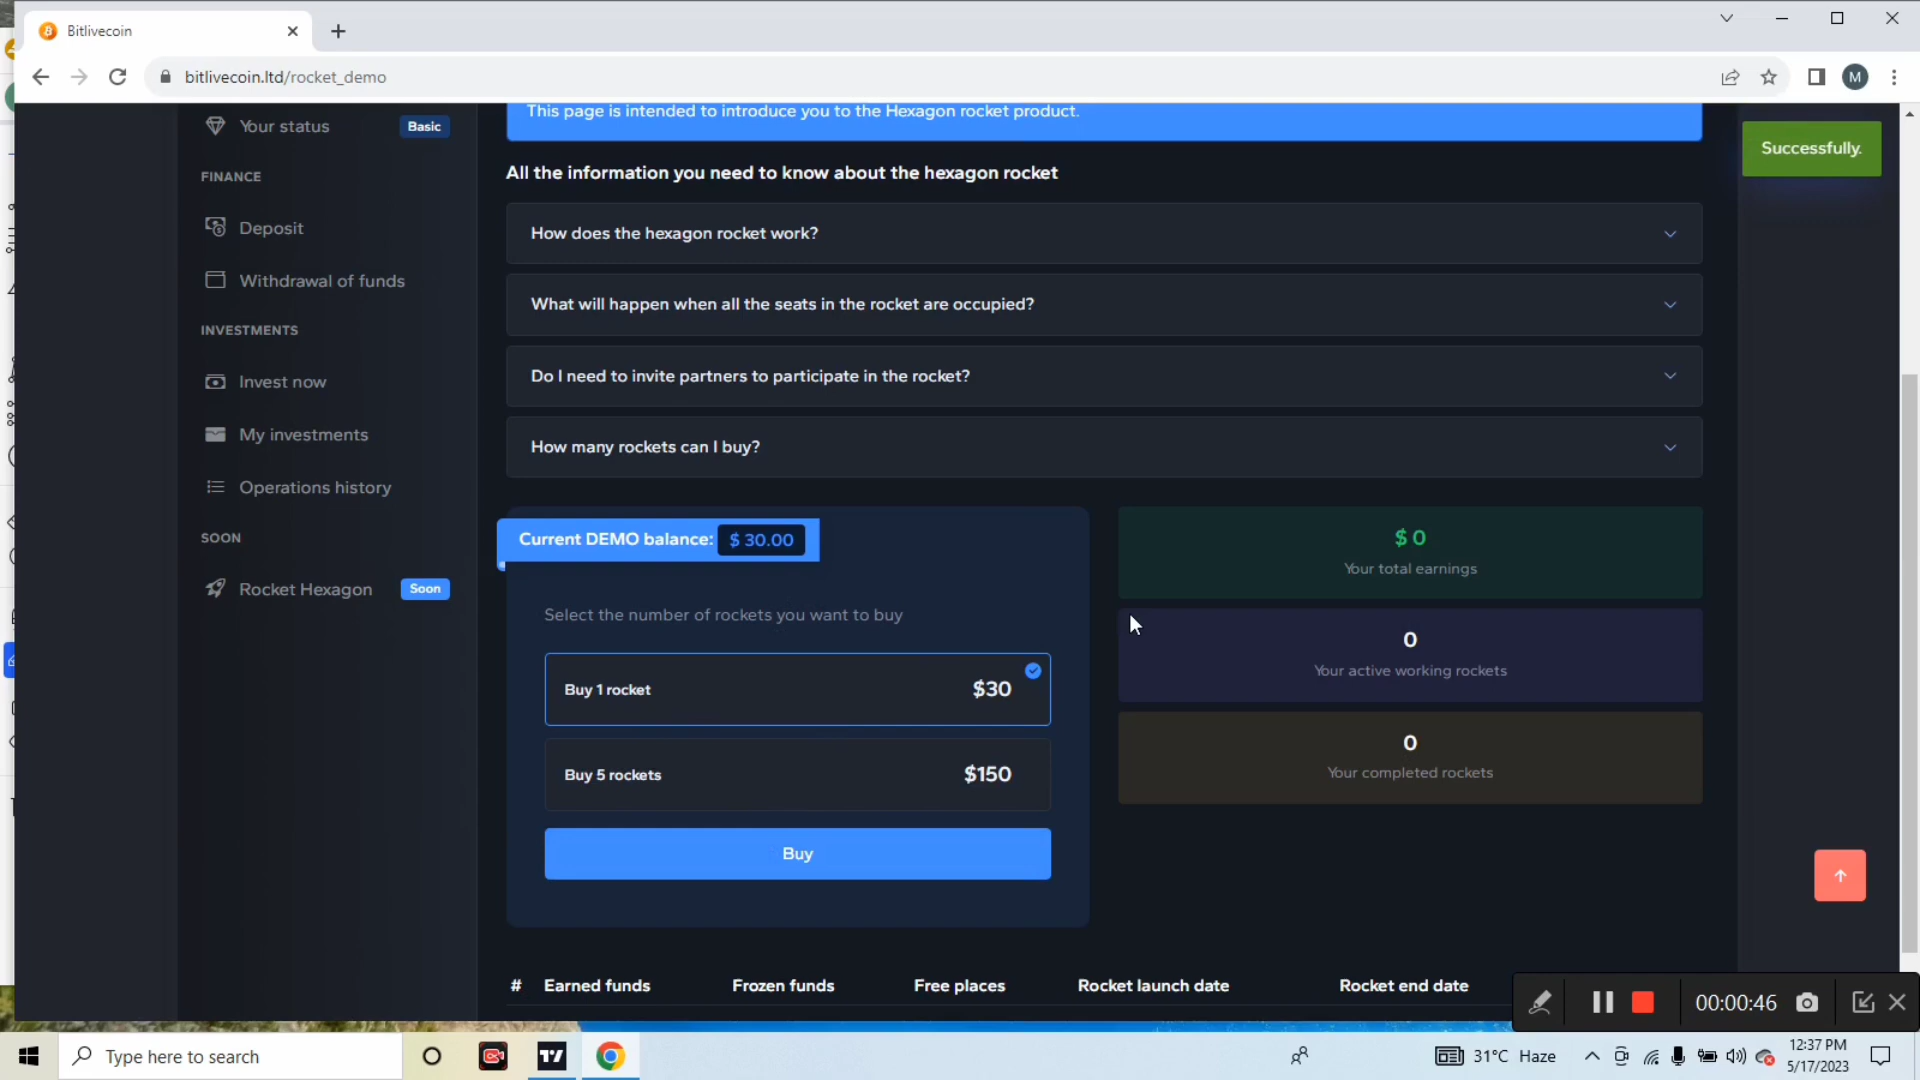 Bitlivecoin
bitlivecoin.ltd/rocket_demo
M
Your status Basic
FINANCE
Deposit
Withdrawal of funds
INVESTMENTS
Invest now
My investments
Operations history
SOON
Rocket Hexagon Soon
This page is intended to introduce you to the Hexagon rocket product.
Successfully.
All the information you need to know about the hexagon rocket
How does the hexagon rocket work?
What will happen when all the seats in the rocket are occupied?
Do I need to invite partners to participate in the rocket?
How many rockets can I buy?
Current DEMO balance: $ 30.00
Select the number of rockets you want to buy
Buy 1 rocket $30
Buy 5 rockets $150
Buy
$ 0
Your total earnings
0
Your active working rockets
0
Your completed rockets
# Earned funds Frozen funds Free places Rocket launch date Rocket end date
00:00:46
Type here to search
31°C Haze
12:37 PM
5/17/2023